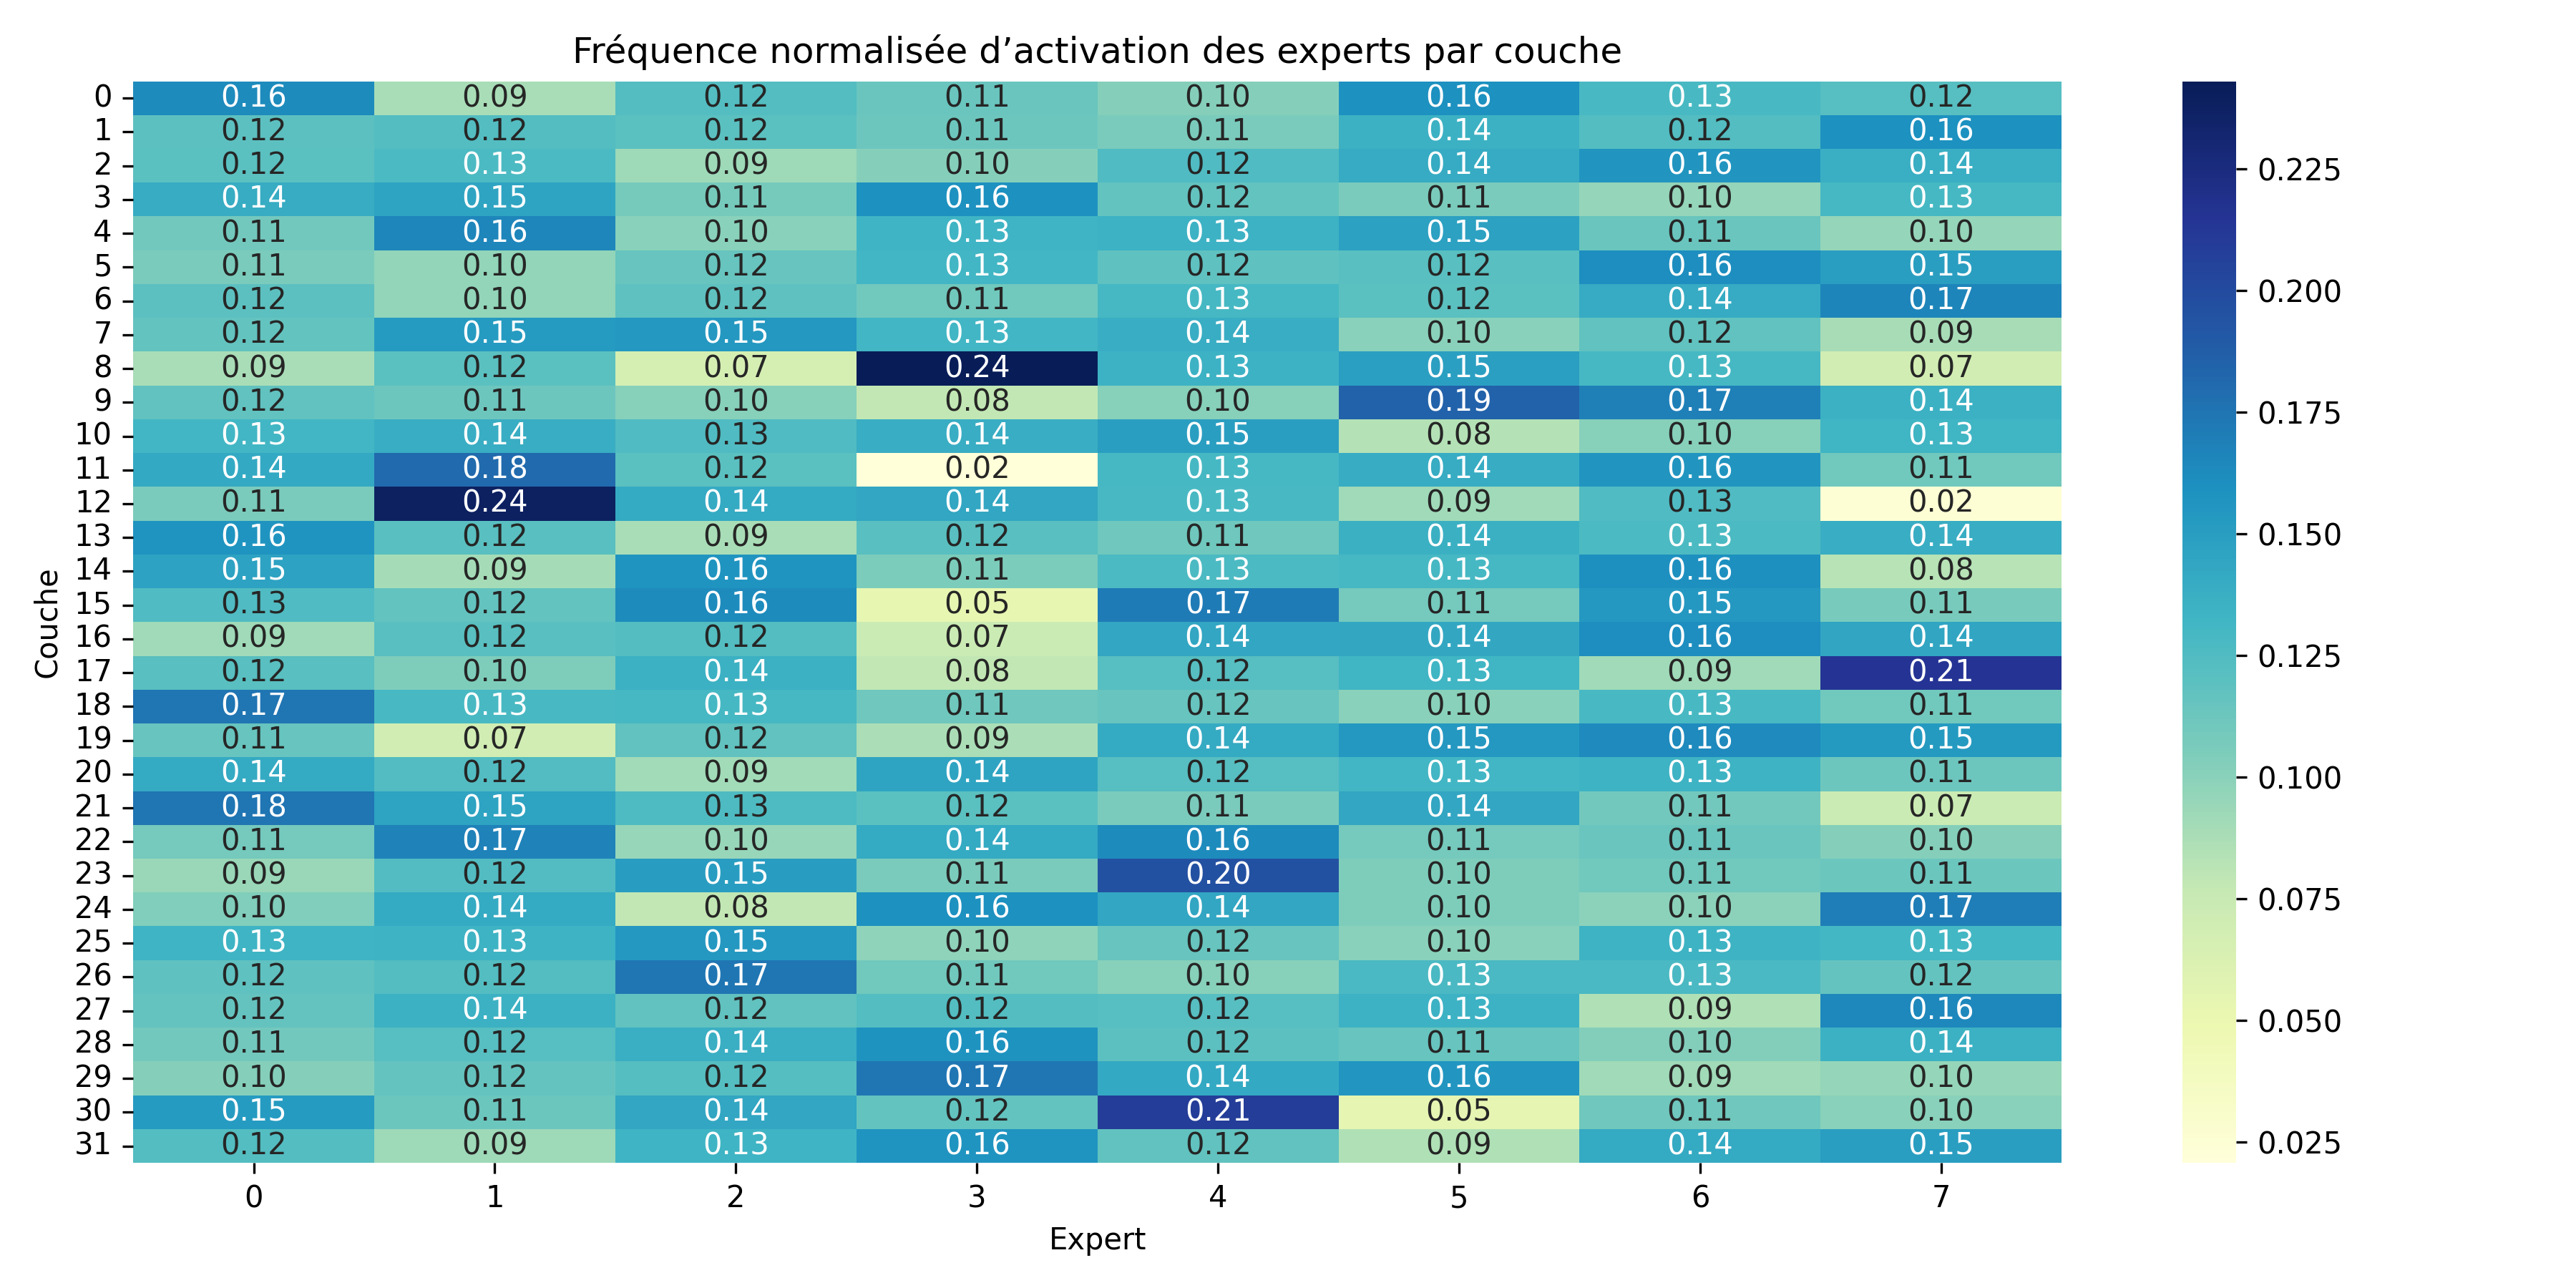 Fréquence normalisée d’activation des experts par couche
0 0.16 0.09 0.12 0.11 0.10 0.16 0.13 0.12
1 0.12 0.12 0.12 0.11 0.11 0.14 0.12 0.16
2 0.12 0.13 0.09 0.10 0.12 0.14 0.16 0.14
3 0.14 0.15 0.11 0.16 0.12 0.11 0.10 0.13
4 0.11 0.16 0.10 0.13 0.13 0.15 0.11 0.10
5 0.11 0.10 0.12 0.13 0.12 0.12 0.16 0.15
6 0.12 0.10 0.12 0.11 0.13 0.12 0.14 0.17
7 0.12 0.15 0.15 0.13 0.14 0.10 0.12 0.09
8 0.09 0.12 0.07 0.24 0.13 0.15 0.13 0.07
9 0.12 0.11 0.10 0.08 0.10 0.19 0.17 0.14
10 0.13 0.14 0.13 0.14 0.15 0.08 0.10 0.13
11 0.14 0.18 0.12 0.02 0.13 0.14 0.16 0.11
12 0.11 0.24 0.14 0.14 0.13 0.09 0.13 0.02
13 0.16 0.12 0.09 0.12 0.11 0.14 0.13 0.14
14 0.15 0.09 0.16 0.11 0.13 0.13 0.16 0.08
15 0.13 0.12 0.16 0.05 0.17 0.11 0.15 0.11
16 0.09 0.12 0.12 0.07 0.14 0.14 0.16 0.14
17 0.12 0.10 0.14 0.08 0.12 0.13 0.09 0.21
18 0.17 0.13 0.13 0.11 0.12 0.10 0.13 0.11
19 0.11 0.07 0.12 0.09 0.14 0.15 0.16 0.15
20 0.14 0.12 0.09 0.14 0.12 0.13 0.13 0.11
21 0.18 0.15 0.13 0.12 0.11 0.14 0.11 0.07
22 0.11 0.17 0.10 0.14 0.16 0.11 0.11 0.10
23 0.09 0.12 0.15 0.11 0.20 0.10 0.11 0.11
24 0.10 0.14 0.08 0.16 0.14 0.10 0.10 0.17
25 0.13 0.13 0.15 0.10 0.12 0.10 0.13 0.13
26 0.12 0.12 0.17 0.11 0.10 0.13 0.13 0.12
27 0.12 0.14 0.12 0.12 0.12 0.13 0.09 0.16
28 0.11 0.12 0.14 0.16 0.12 0.11 0.10 0.14
29 0.10 0.12 0.12 0.17 0.14 0.16 0.09 0.10
30 0.15 0.11 0.14 0.12 0.21 0.05 0.11 0.10
31 0.12 0.09 0.13 0.16 0.12 0.09 0.14 0.15
0 1 2 3 4 5 6 7
Expert
Couche
0.225
0.200
0.175
0.150
0.125
0.100
0.075
0.050
0.025